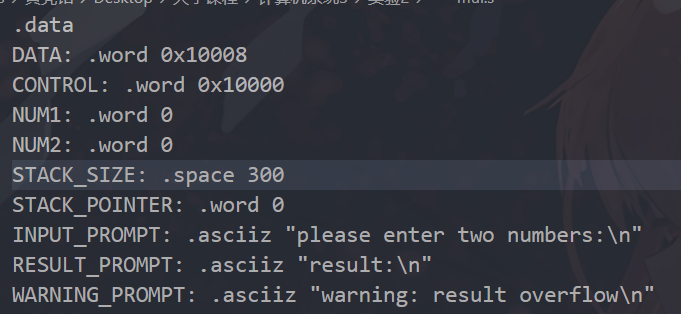 .data
DATA: .word 0x10008
CONTROL: .word 0x10000
NUM1: .word 0
NUM2: .word 0
STACK_SIZE: .space 300
STACK_POINTER: .word 0
INPUT_PROMPT: .asciiz "please enter two numbers:\n"
RESULT_PROMPT: .asciiz "result:\n"
WARNING_PROMPT: .asciiz "warning: result overflow\n"